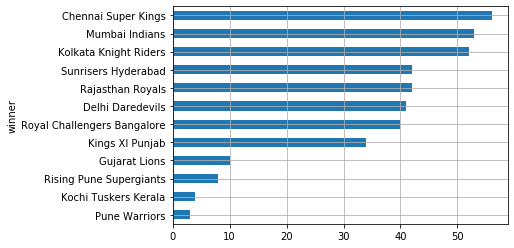 Chennai Super Kings
Mumbai Indians
Kolkata Knight Riders
Sunrisers Hyderabad
Rajasthan Royals
Delhi Daredevils
Royal Challengers Bangalore
Kings XI Punjab
Gujarat Lions
Rising Pune Supergiants
Kochi Tuskers Kerala
Pune Warriors
winner
0 10 20 30 40 50